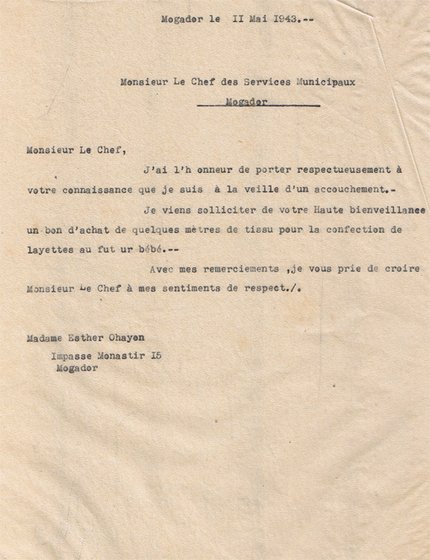 Mogador le II Mai I943.--
Monsieur Le Chef des Services Municipaux
Mogador
Monsieur Le Chef,
J'ai l'h onneur de porter respectueusement à
votre connaissance que je suis à la veille d'un accouchement.-
Je viens solliciter de votre Haute bienveillance
un bon d'achat de quelques mètres de tissu pour la confection de
layettes au fut ur bébé.--
Avec mes remerciements ,je vous prie de croire
Monsieur Le Chef à mes sentiments de respect./.
Madame Esther Ohayon
Impasse Monastir I5
Mogador